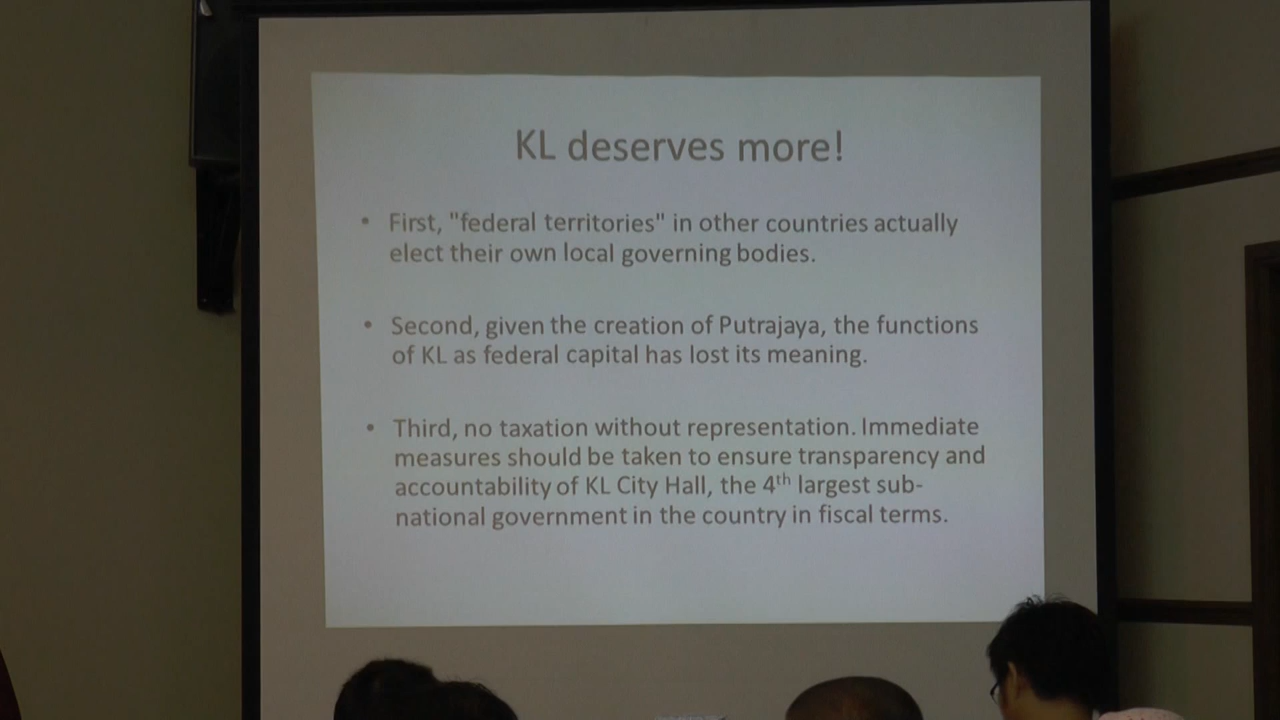 KL deserves more!
• First, "federal territories" in other countries actually
elect their own local governing bodies.
• Second, given the creation of Putrajaya, the functions
of KL as federal capital has lost its meaning.
• Third, no taxation without representation. Immediate
measures should be taken to ensure transparency and
accountability of KL City Hall, the 4th largest sub-
national government in the country in fiscal terms.